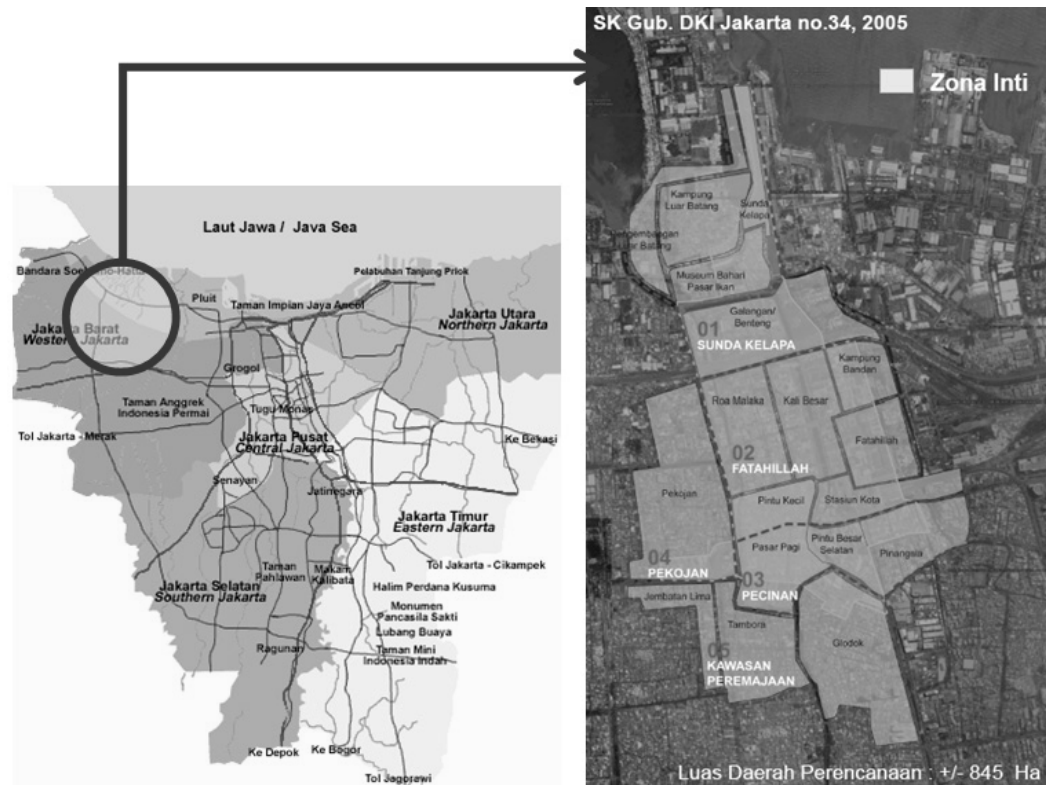 SK Gub. DKI Jakarta no.34, 2005
Zona Inti
Laut Jawa / Java Sea
Bandara Soekarno-Hatta
Pelabuhan Tanjung Priok
Pluit
Taman Impian Jaya Ancol
Jakarta Utara
Northern Jakarta
Jakarta Barat
Western Jakarta
Grogol
Taman Anggrek
Indonesia Permai
Tugu Monas
Tol Jakarta - Merak
Jakarta Pusat
Central Jakarta
Ke Bekasi
Senayan
Jatinegara
Jakarta Timur
Eastern Jakarta
Tol Jakarta - Cikampek
Taman
Pahlawan
Makam
Kalibata
Halim Perdana Kusuma
Jakarta Selatan
Southern Jakarta
Monumen
Pancasila Sakti
Lubang Buaya
Ragunan
Taman Mini
Indonesia Indah
Ke Depok
Ke Bogor
Tol Jagorawi
Kampung
Luar Batang
Sunda
Kelapa
Luar Batang
Museum Bahari
Pasar Ikan
Galangan/
Benteng
01
SUNDA KELAPA
Kampung
Bandan
Roa Malaka
Kali Besar
Fatahillah
02
FATAHILLAH
Pekojan
Pintu Kecil
Stasiun Kota
Pasar Pagi
Pintu Besar
Selatan
Pinangsia
04
PEKOJAN
03
PECINAN
Jembatan Lima
Tambora
Glodok
05
KAWASAN
PEREMAJAAN
Luas Daerah Perencanaan : +/- 845 Ha